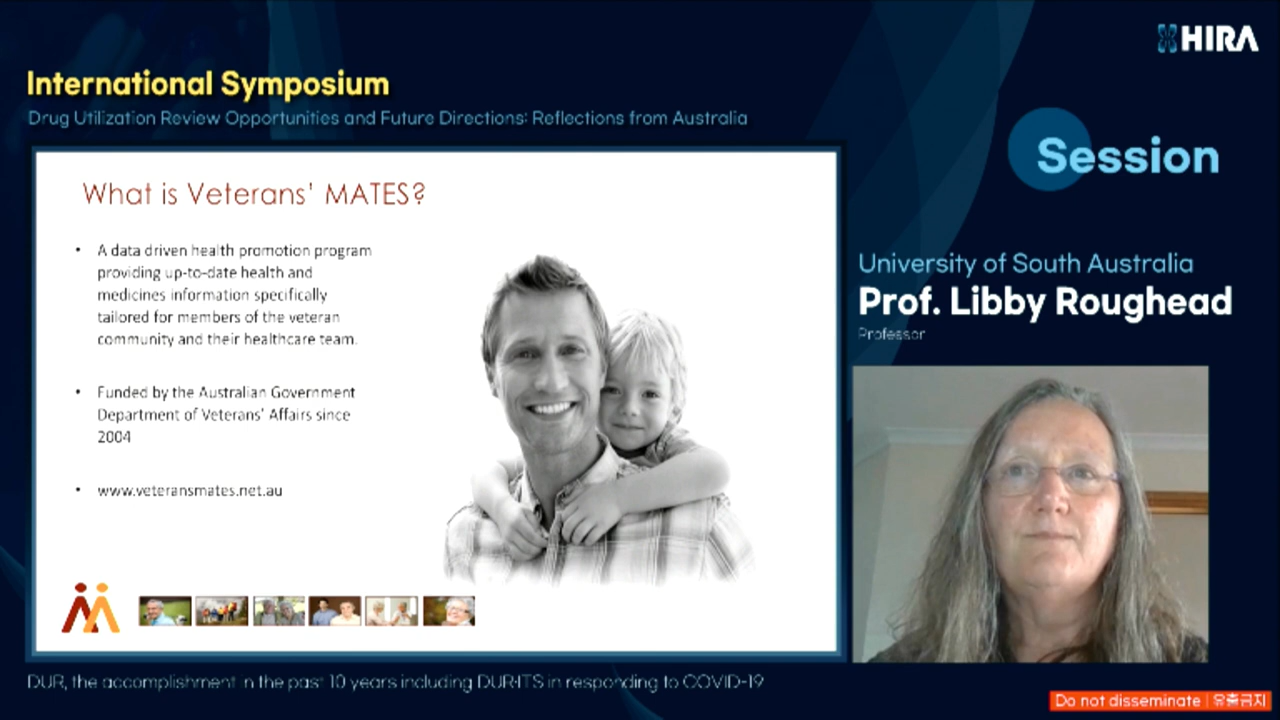 HIRA
International Symposium
Drug Utilization Review Opportunities and Future Directions: Reflections from Australia
Session
What is Veterans' MATES?
• A data driven health promotion program
providing up-to-date health and
medicines information specifically
tailored for members of the veteran
community and their healthcare team.
• Funded by the Australian Government
Department of Veterans' Affairs since
2004
• www.veteransmates.net.au
University of South Australia
Prof. Libby Roughead
Professor
DUR, the accomplishment in the past 10 years including DUR·ITS in responding to COVID-19
Do not disseminate | 유출금지